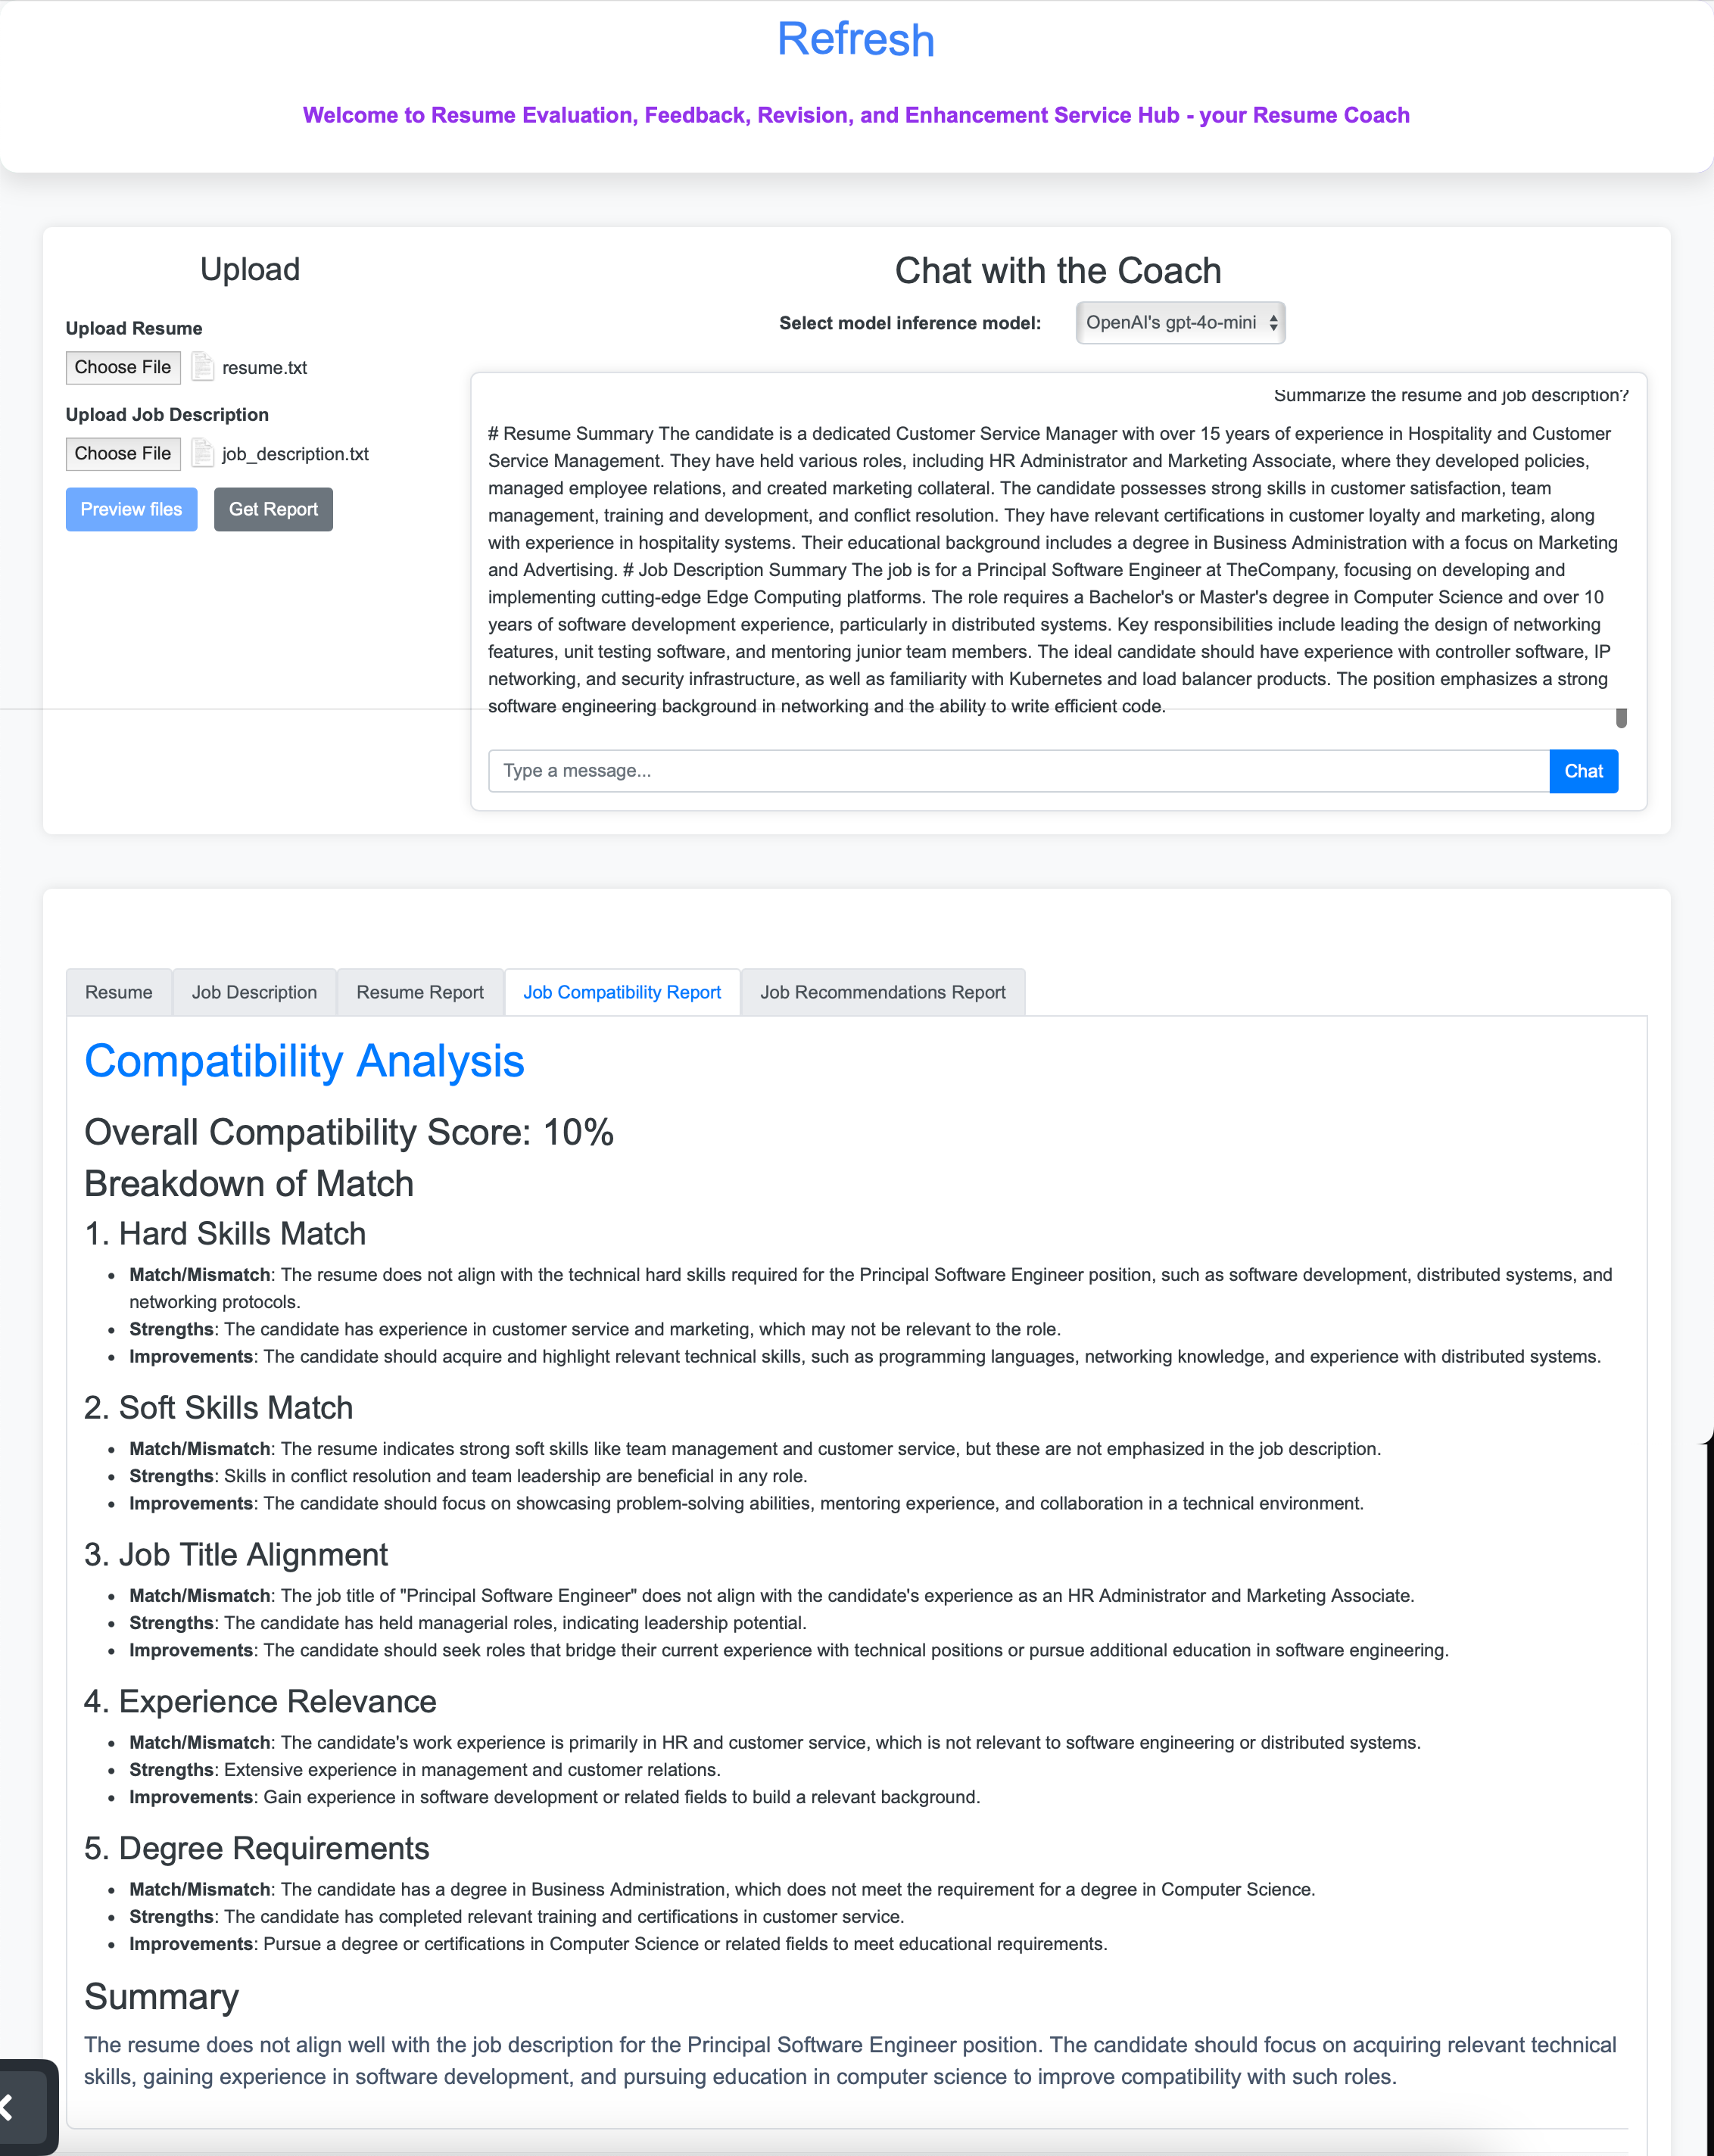 Refresh
Welcome to Resume Evaluation, Feedback, Revision, and Enhancement Service Hub - your Resume Coach
Upload
Upload Resume
Choose File resume.txt
Upload Job Description
Choose File job_description.txt
Preview files Get Report
Chat with the Coach
Select model inference model: OpenAI's gpt-4o-mini
Summarize the resume and job description?
# Resume Summary The candidate is a dedicated Customer Service Manager with over 15 years of experience in Hospitality and Customer
Service Management. They have held various roles, including HR Administrator and Marketing Associate, where they developed policies,
managed employee relations, and created marketing collateral. The candidate possesses strong skills in customer satisfaction, team
management, training and development, and conflict resolution. They have relevant certifications in customer loyalty and marketing, along
with experience in hospitality systems. Their educational background includes a degree in Business Administration with a focus on Marketing
and Advertising. # Job Description Summary The job is for a Principal Software Engineer at TheCompany, focusing on developing and
implementing cutting-edge Edge Computing platforms. The role requires a Bachelor's or Master's degree in Computer Science and over 10
years of software development experience, particularly in distributed systems. Key responsibilities include leading the design of networking
features, unit testing software, and mentoring junior team members. The ideal candidate should have experience with controller software, IP
networking, and security infrastructure, as well as familiarity with Kubernetes and load balancer products. The position emphasizes a strong
software engineering background in networking and the ability to write efficient code.
Type a message...
Chat
Resume
Job Description
Resume Report
Job Compatibility Report
Job Recommendations Report
Compatibility Analysis
Overall Compatibility Score: 10%
Breakdown of Match
1. Hard Skills Match
• Match/Mismatch: The resume does not align with the technical hard skills required for the Principal Software Engineer position, such as software development, distributed systems, and
networking protocols.
• Strengths: The candidate has experience in customer service and marketing, which may not be relevant to the role.
• Improvements: The candidate should acquire and highlight relevant technical skills, such as programming languages, networking knowledge, and experience with distributed systems.
2. Soft Skills Match
• Match/Mismatch: The resume indicates strong soft skills like team management and customer service, but these are not emphasized in the job description.
• Strengths: Skills in conflict resolution and team leadership are beneficial in any role.
• Improvements: The candidate should focus on showcasing problem-solving abilities, mentoring experience, and collaboration in a technical environment.
3. Job Title Alignment
• Match/Mismatch: The job title of "Principal Software Engineer" does not align with the candidate's experience as an HR Administrator and Marketing Associate.
• Strengths: The candidate has held managerial roles, indicating leadership potential.
• Improvements: The candidate should seek roles that bridge their current experience with technical positions or pursue additional education in software engineering.
4. Experience Relevance
• Match/Mismatch: The candidate's work experience is primarily in HR and customer service, which is not relevant to software engineering or distributed systems.
• Strengths: Extensive experience in management and customer relations.
• Improvements: Gain experience in software development or related fields to build a relevant background.
5. Degree Requirements
• Match/Mismatch: The candidate has a degree in Business Administration, which does not meet the requirement for a degree in Computer Science.
• Strengths: The candidate has completed relevant training and certifications in customer service.
• Improvements: Pursue a degree or certifications in Computer Science or related fields to meet educational requirements.
Summary
The resume does not align well with the job description for the Principal Software Engineer position. The candidate should focus on acquiring relevant technical
skills, gaining experience in software development, and pursuing education in computer science to improve compatibility with such roles.